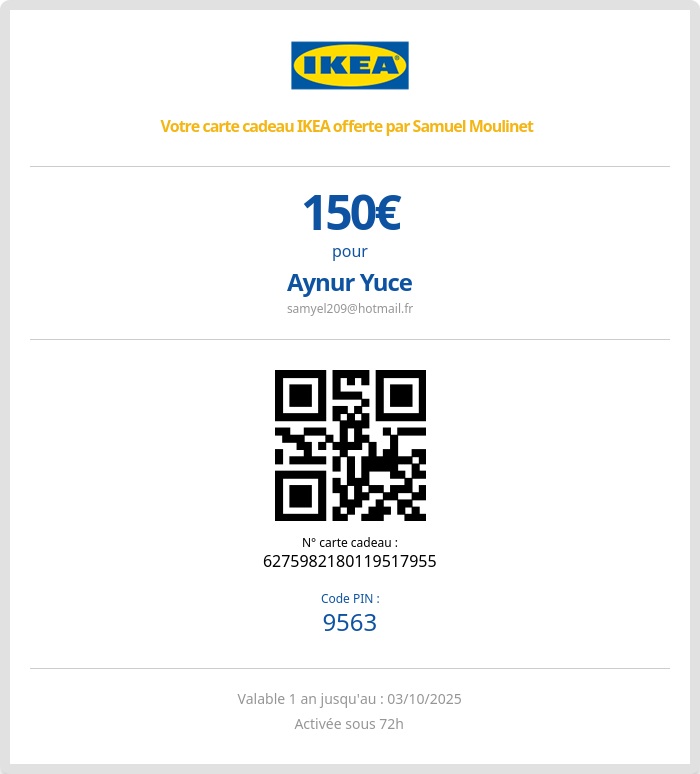 IKEA
Votre carte cadeau IKEA offerte par Samuel Moulinet
150€
pour
Aynur Yuce
samyel209@hotmail.fr
N° carte cadeau :
6275982180119517955
Code PIN :
9563
Valable 1 an jusqu'au : 03/10/2025
Activée sous 72h